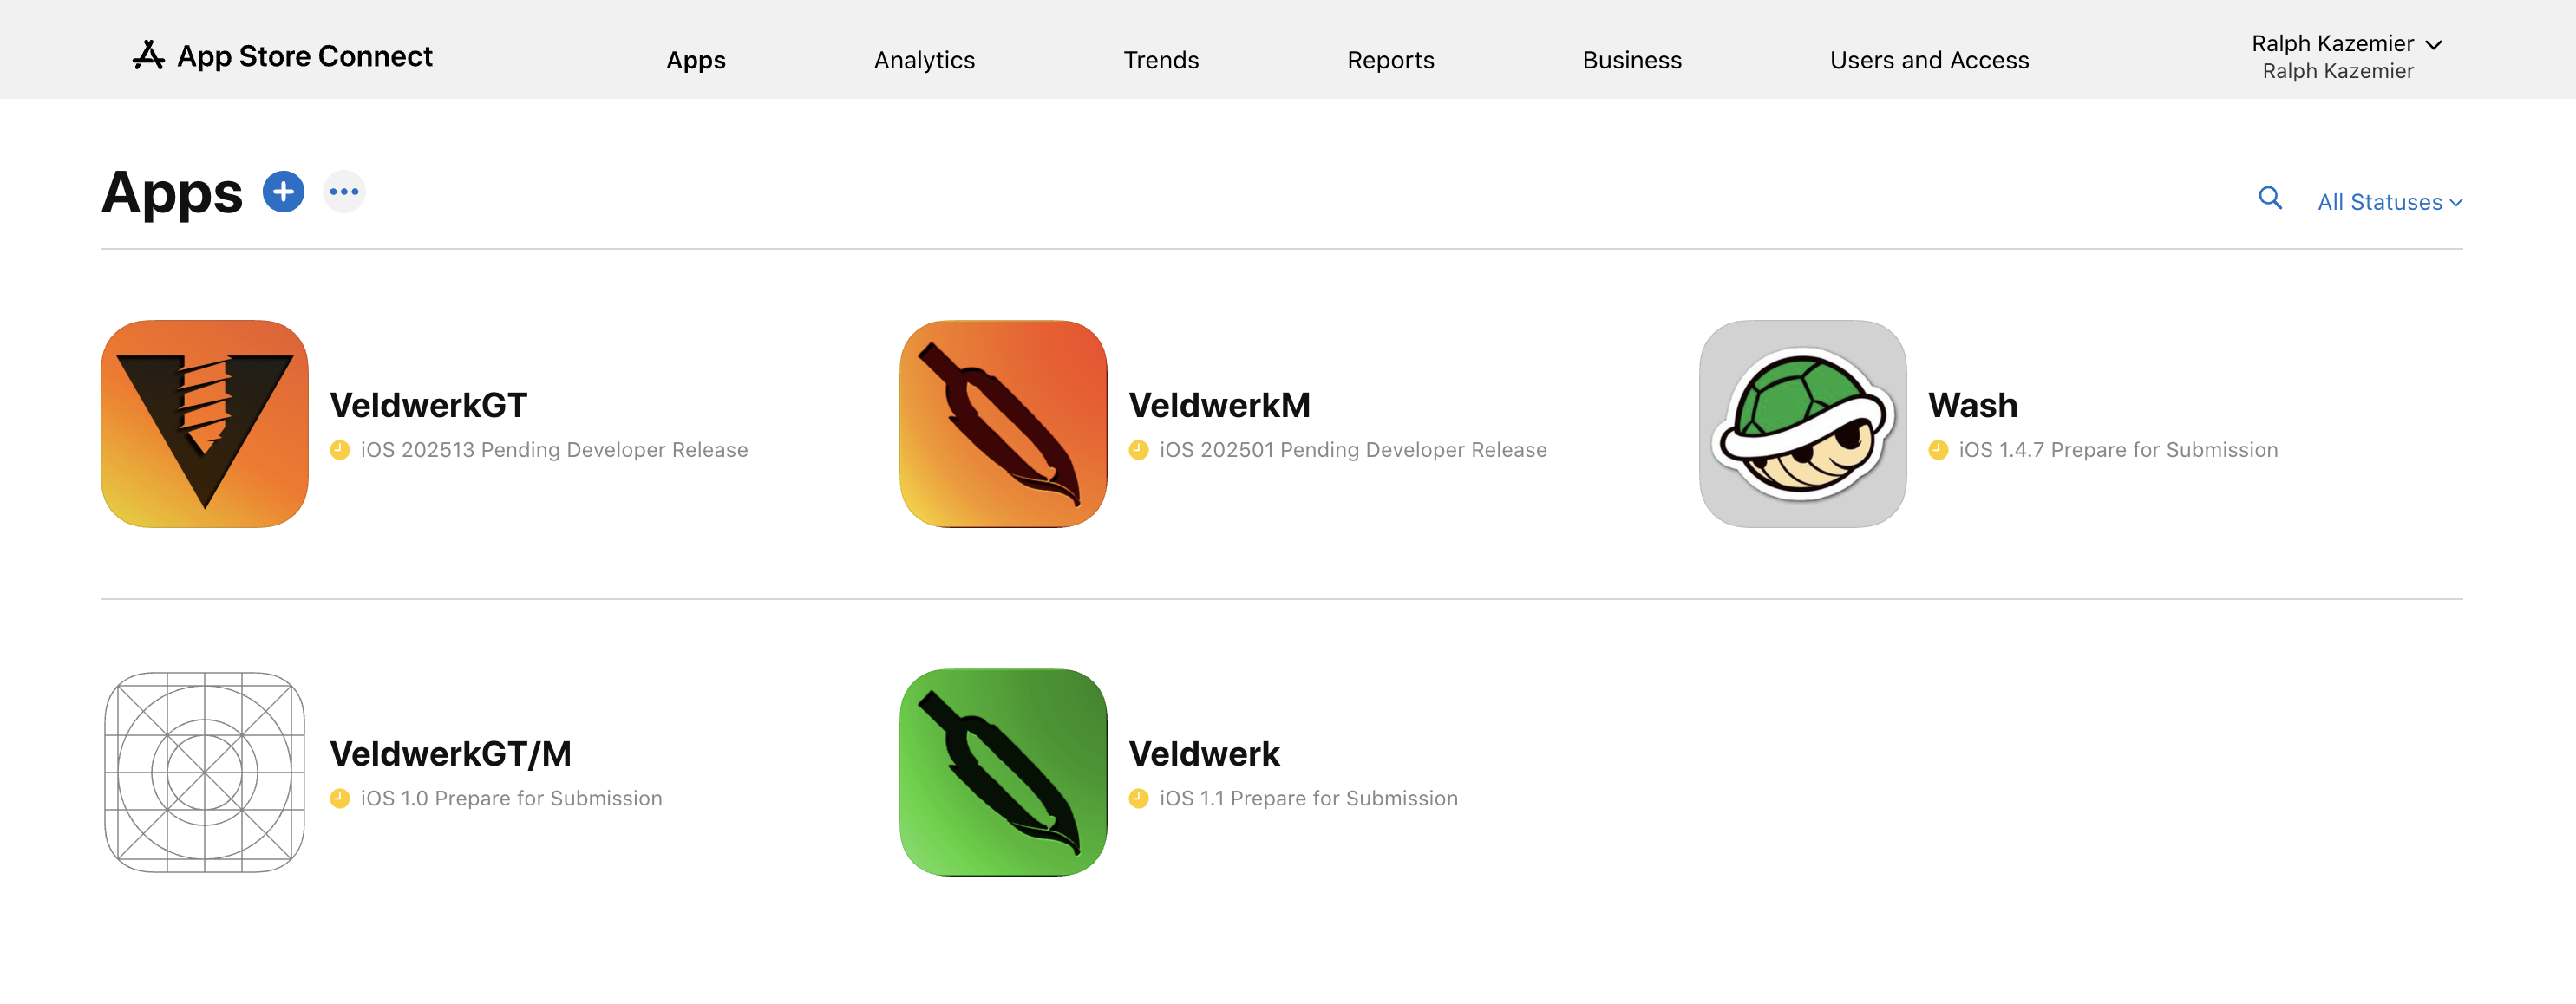 App Store Connect
Apps
Analytics
Trends
Reports
Business
Users and Access
Ralph Kazemier
Ralph Kazemier
Apps
All Statuses
VeldwerkGT
iOS 202513 Pending Developer Release
VeldwerkM
iOS 202501 Pending Developer Release
Wash
iOS 1.4.7 Prepare for Submission
VeldwerkGT/M
iOS 1.0 Prepare for Submission
Veldwerk
iOS 1.1 Prepare for Submission